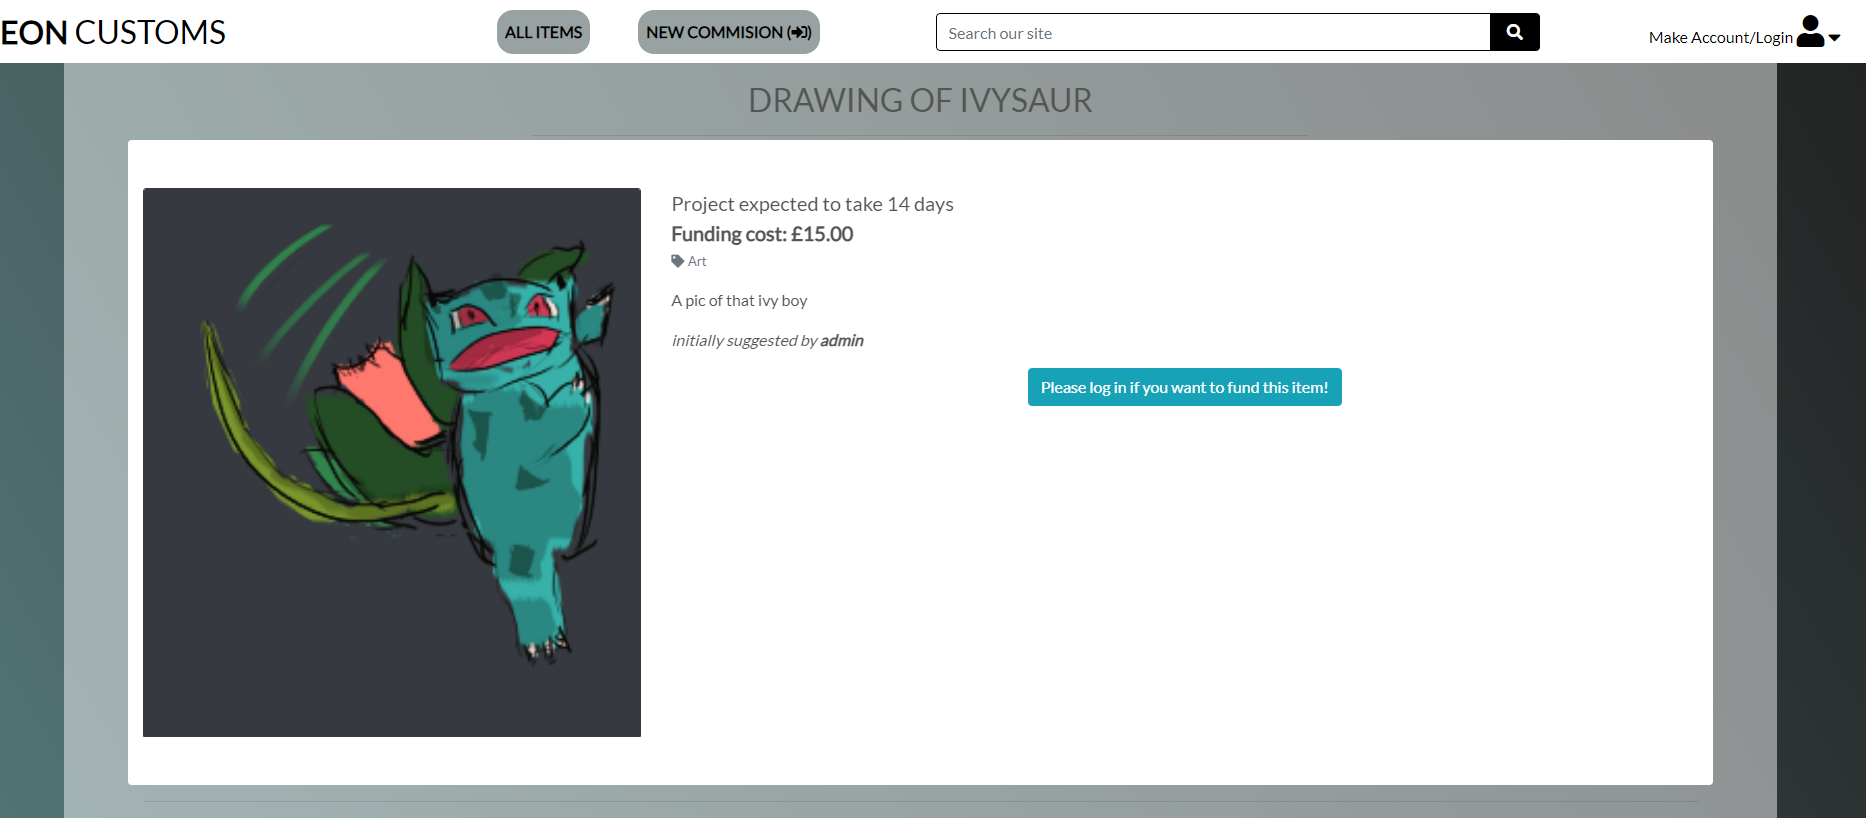 EON CUSTOMS
ALL ITEMS
NEW COMMISION ()
Search our site
Make Account/Login
DRAWING OF IVYSAUR
Project expected to take 14 days
Funding cost: £15.00
Art
A pic of that ivy boy
initially suggested by admin
Please log in if you want to fund this item!